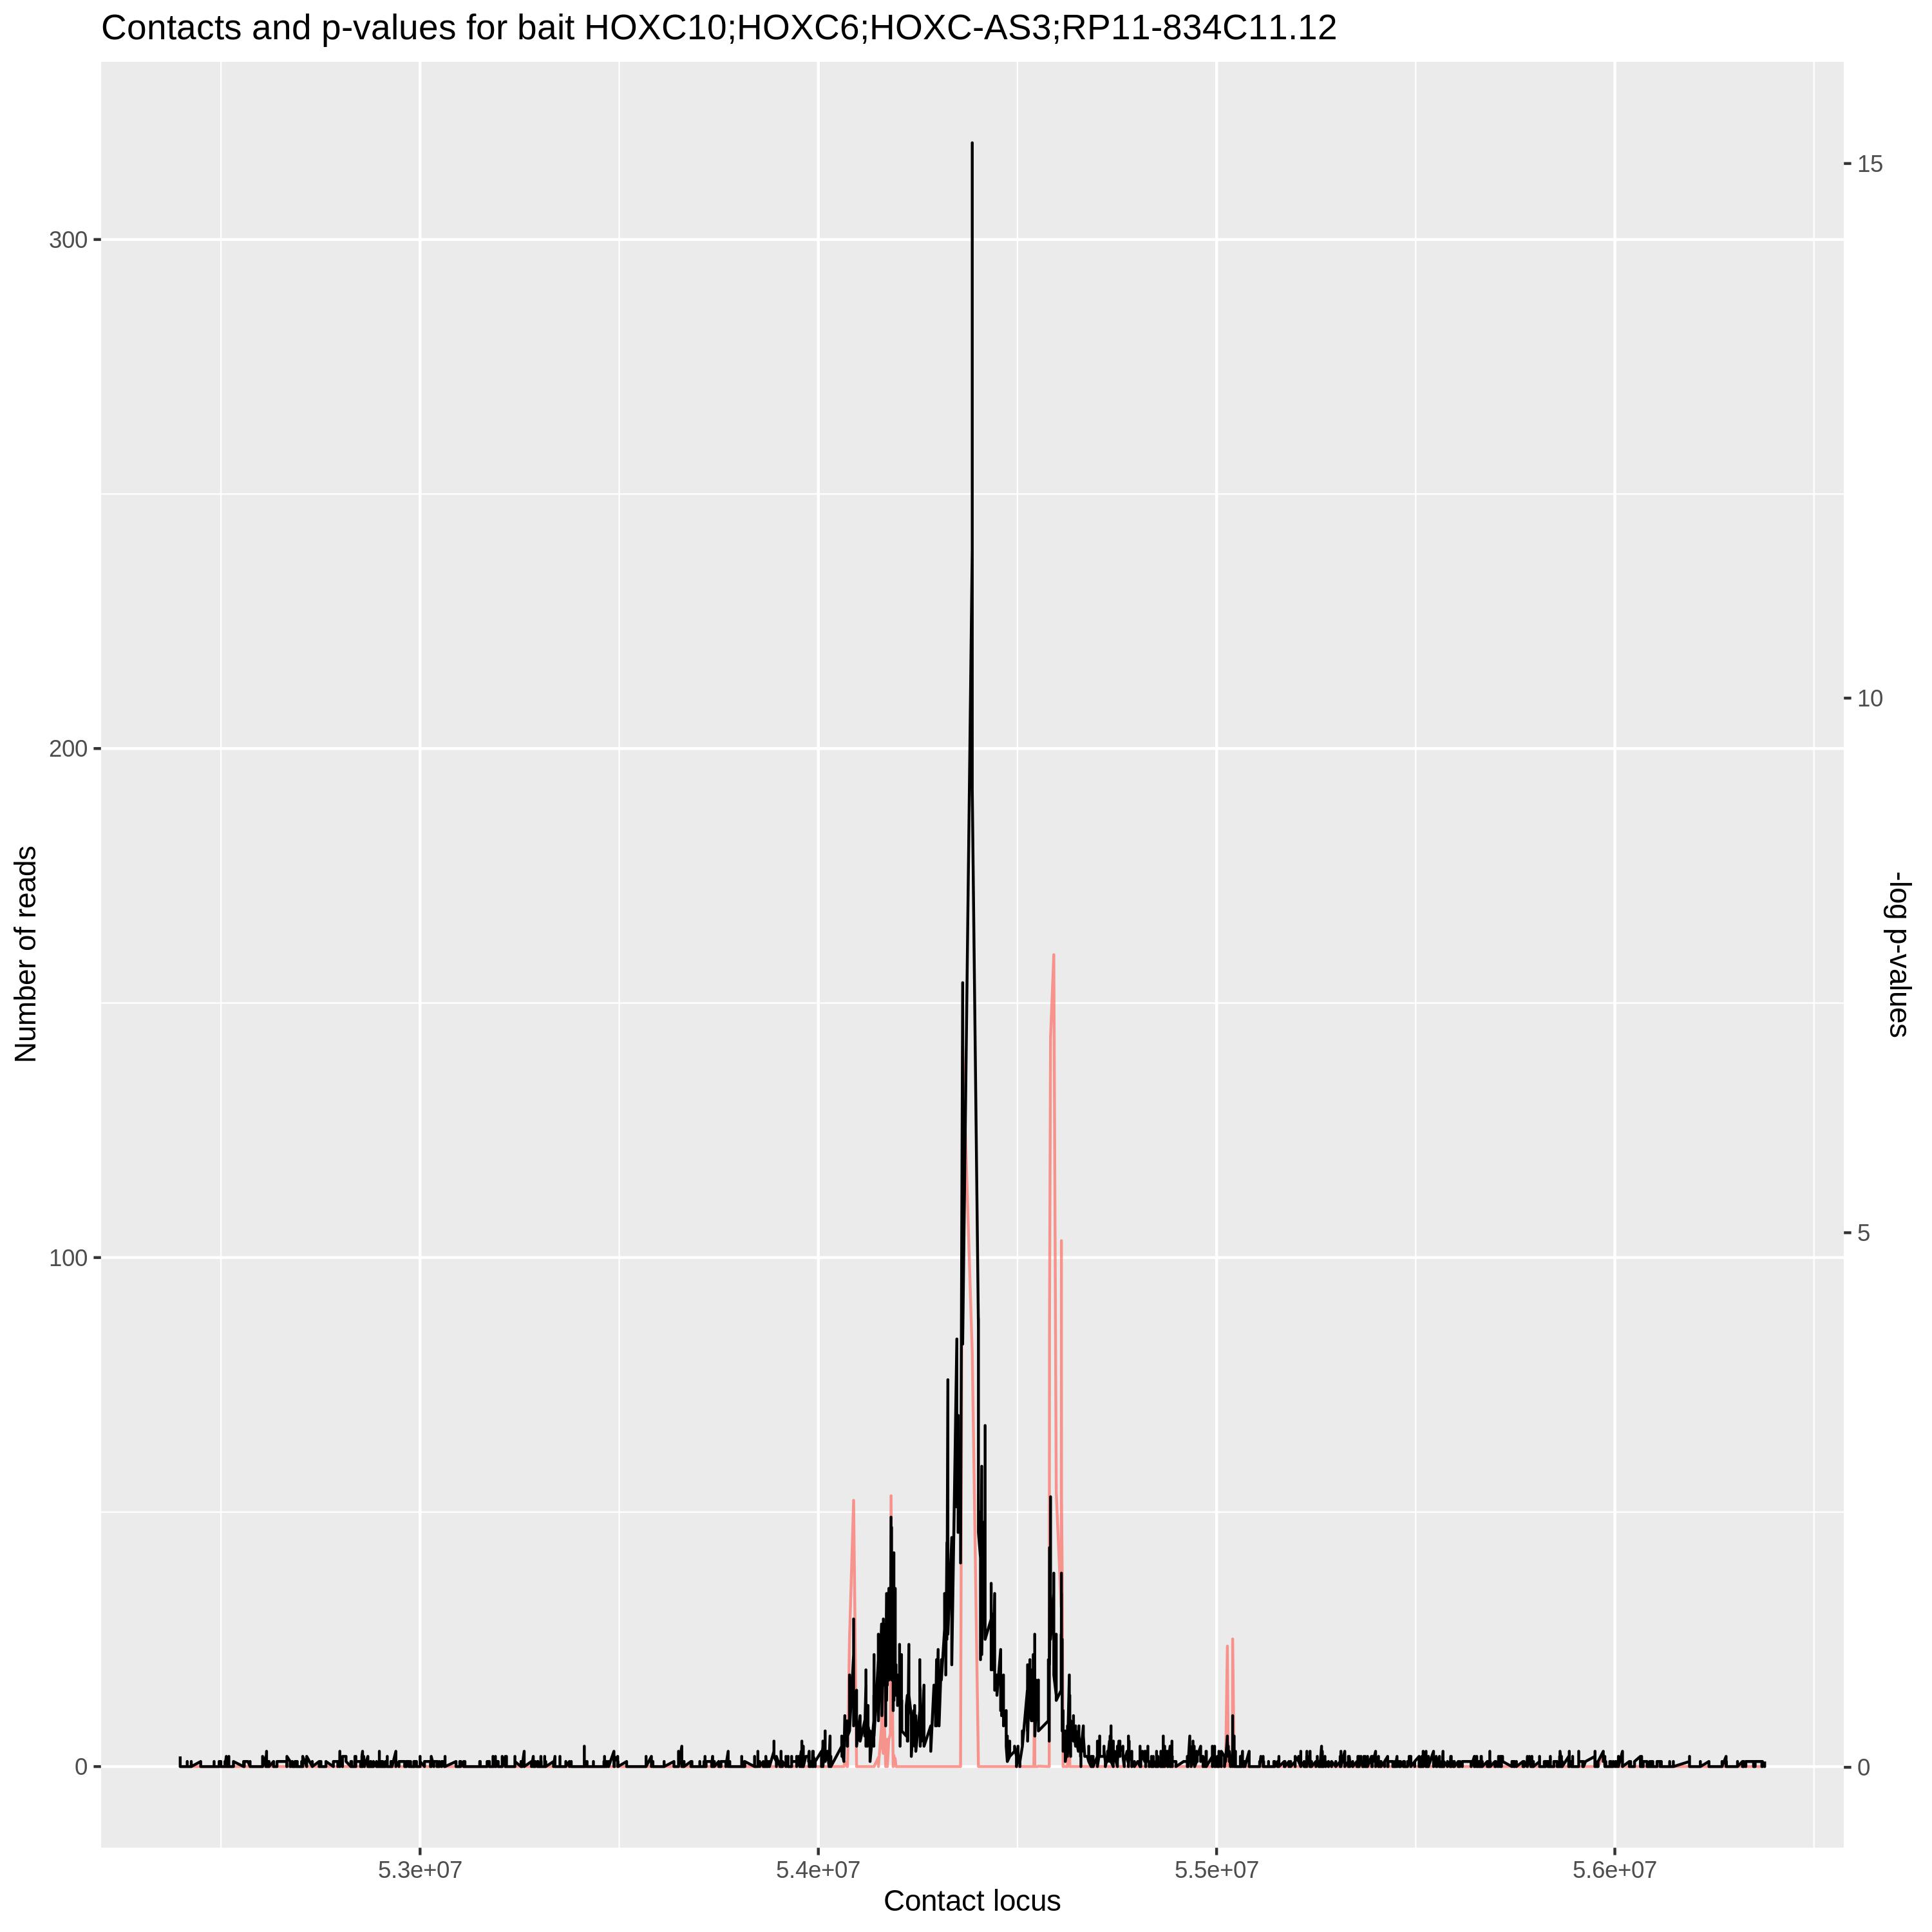 Contacts and p-values for bait HOXC10;HOXC6;HOXC-AS3;RP11-834C11.12
300
200
100
0
Number of reads
15
10
5
0
-log p-values
5.3e+07
5.4e+07
5.5e+07
5.6e+07
Contact locus